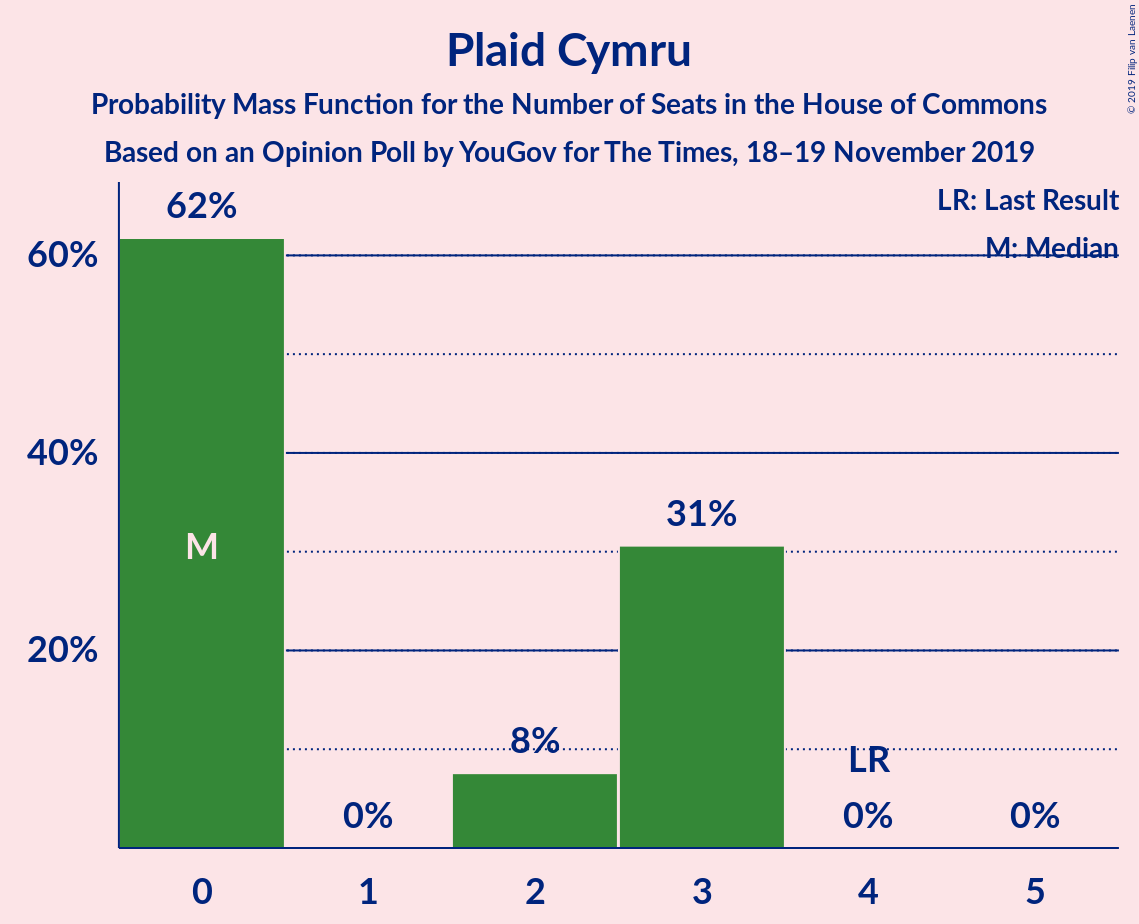 Plaid Cymru
Probability Mass Function for the Number of Seats in the House of Commons
Based on an Opinion Poll by YouGov for The Times, 18–19 November 2019
© 2019 Filip van Laenen
LR: Last Result
M: Median
62%
60%
40%
20%
M
0%
8%
31%
LR
0%
0%
0
1
2
3
4
5